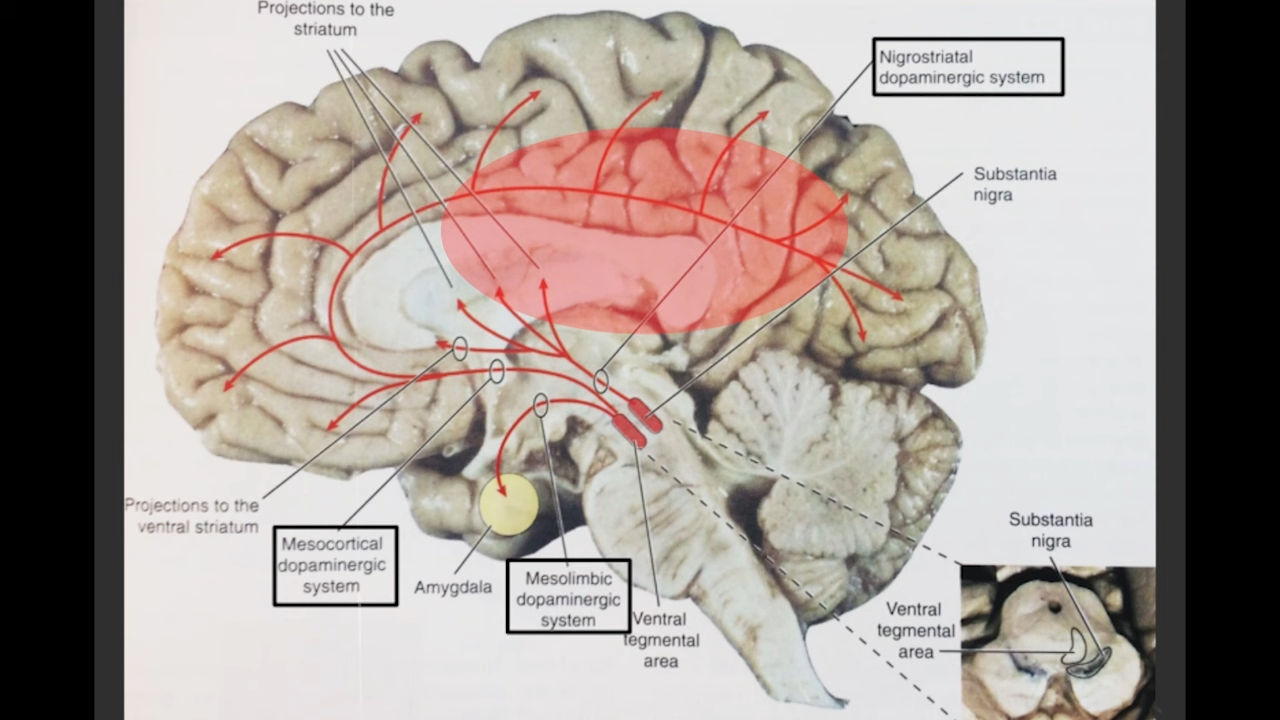 Projections to the
striatum
Nigrostriatal
dopaminergic system
Substantia
nigra
Projections to the
ventral striatum
Mesocortical
dopaminergic
system
Amygdala
Mesolimbic
dopaminergic
system
Ventral
tegmental
area
Substantia
nigra
Ventral
tegmental
area